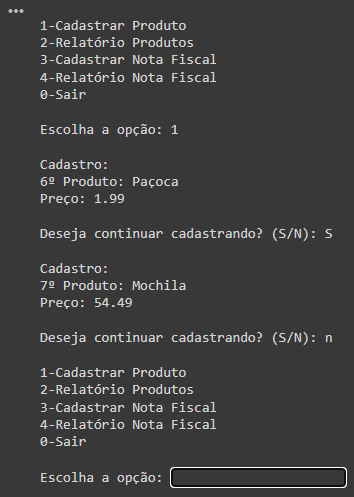 1-Cadastrar Produto
2-Relatório Produtos
3-Cadastrar Nota Fiscal
4-Relatório Nota Fiscal
0-Sair
Escolha a opção: 1
Cadastro:
6º Produto: Paçoca
Preço: 1.99
Deseja continuar cadastrando? (S/N): S
Cadastro:
7º Produto: Mochila
Preço: 54.49
Deseja continuar cadastrando? (S/N): n
1-Cadastrar Produto
2-Relatório Produtos
3-Cadastrar Nota Fiscal
4-Relatório Nota Fiscal
0-Sair
Escolha a opção: